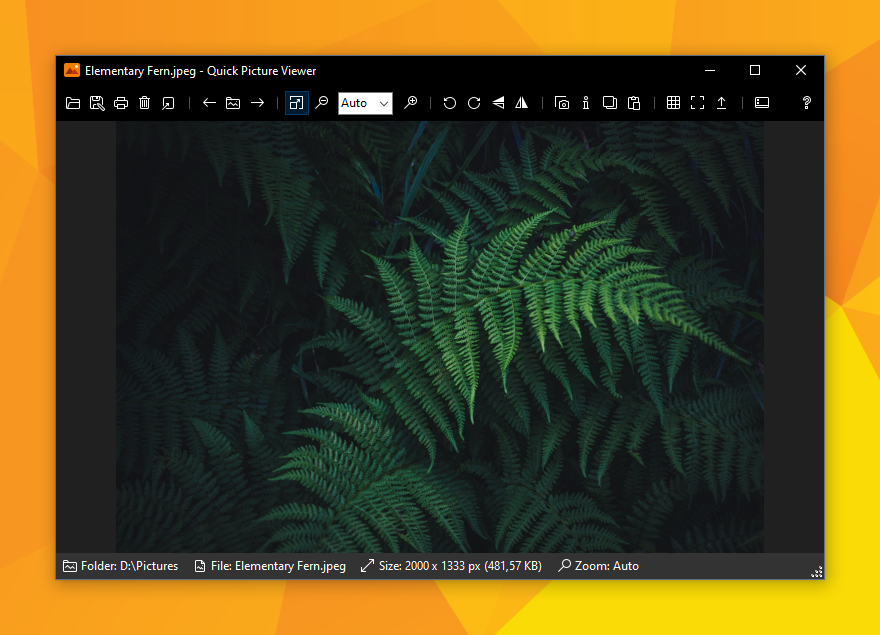 Elementary Fern.jpeg - Quick Picture Viewer
Auto
Folder: D:\Pictures File: Elementary Fern.jpeg Size: 2000 x 1333 px (481,57 KB) Zoom: Auto